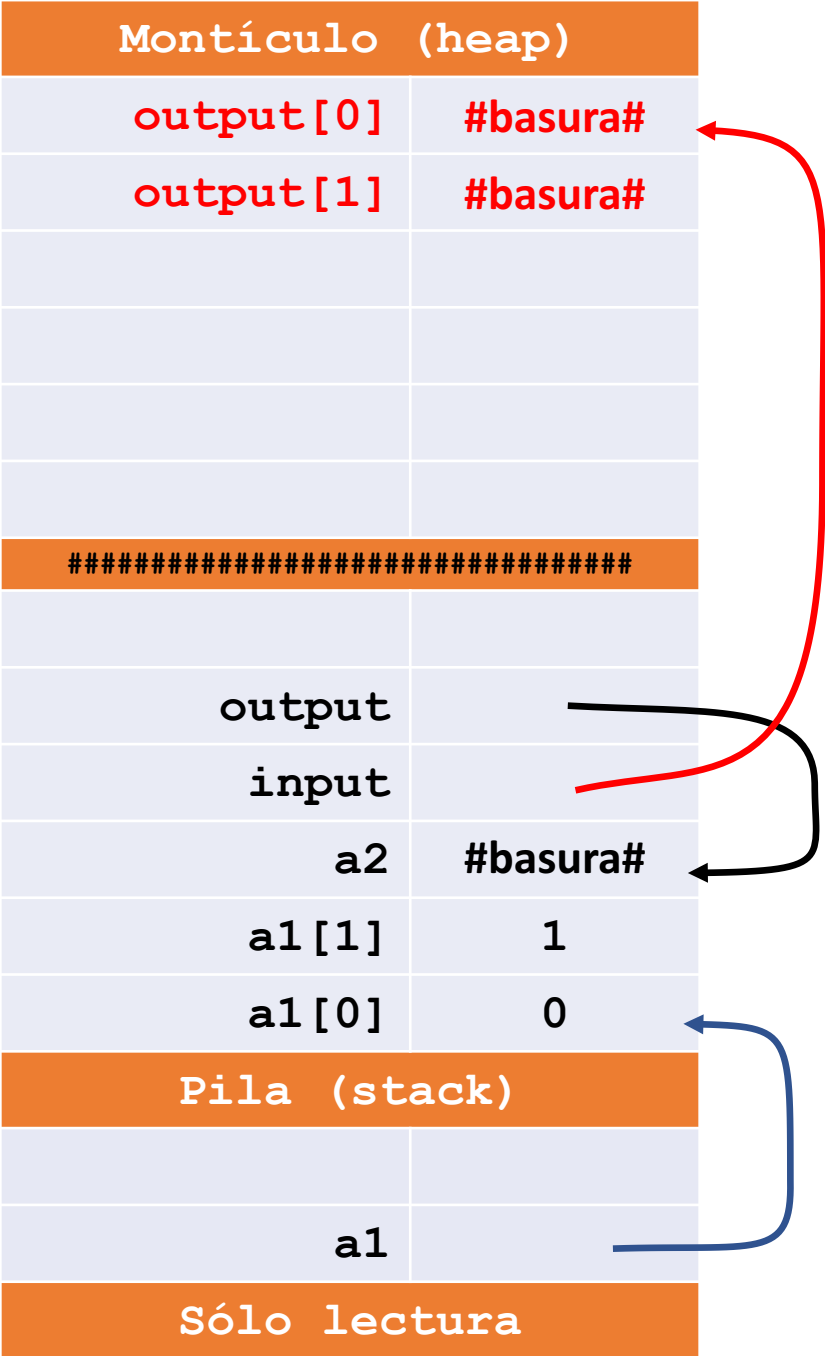 Montículo (heap)
output[0] #basura#
output[1] #basura#
##################################
output
input
a2 #basura#
a1[1] 1
a1[0] 0
Pila (stack)
a1
Sólo lectura